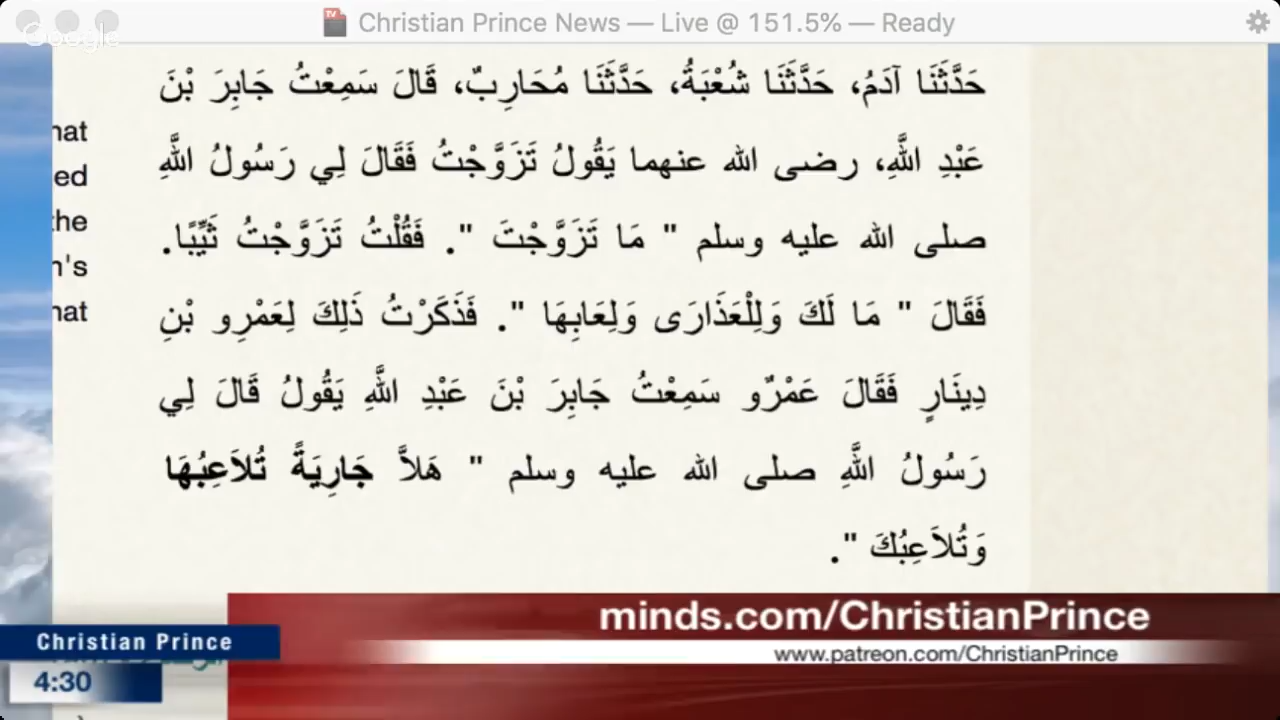 Christian Prince News — Live @ 151.5% — Ready
Google
حَدَّثَنَا آدَمُ، حَدَّثَنَا شُعْبَةُ، حَدَّثَنَا مُحَارِبٌ، قَالَ سَمِعْتُ جَابِرَ بْنَ
عَبْدِ اللَّهِ، رضى الله عنهما يَقُولُ تَزَوَّجْتُ فَقَالَ لِي رَسُولُ اللَّهِ
صلى الله عليه وسلم " مَا تَزَوَّجْتَ ". فَقُلْتُ تَزَوَّجْتُ ثَيِّبًا.
فَقَالَ " مَا لَكَ وَلِلْعَذَارَى وَلِعَابِهَا ". فَذَكَرْتُ ذَلِكَ لِعَمْرِو بْنِ
دِينَارٍ فَقَالَ عَمْرٌو سَمِعْتُ جَابِرَ بْنَ عَبْدِ اللَّهِ يَقُولُ قَالَ لِي
رَسُولُ اللَّهِ صلى الله عليه وسلم " هَلاَّ جَارِيَةً تُلاَعِبُهَا
وَتُلاَعِبُكَ ".
hat
ed
the
n's
hat
minds.com/ChristianPrince
www.patreon.com/ChristianPrince
Christian Prince
4:30